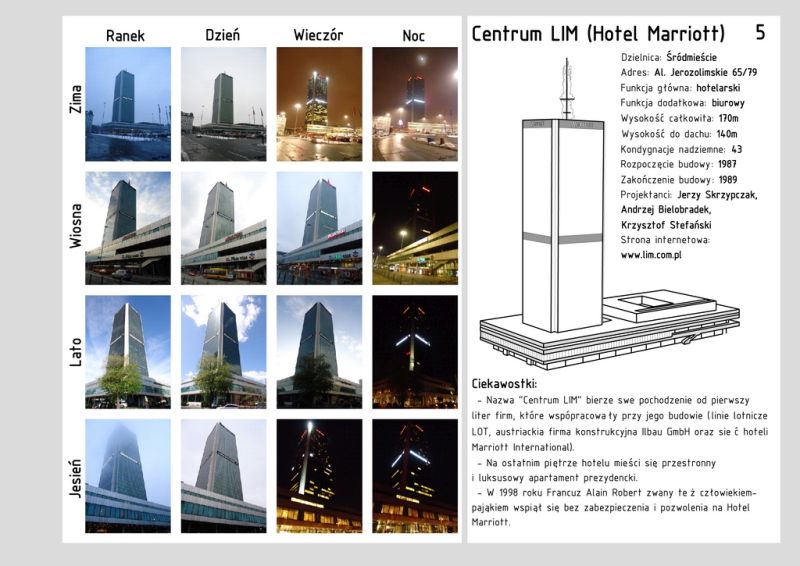 Ranek Dzień Wieczór Noc
Zima
Wiosna
Lato
Jesień
Centrum LIM (Hotel Marriott) 5
Dzielnica: Śródmieście
Adres: Al. Jerozolimskie 65/79
Funkcja główna: hotelarski
Funkcja dodatkowa: biurowy
Wysokość całkowita: 170m
Wysokość do dachu: 140m
Kondygnacje nadziemne: 43
Rozpoczęcie budowy: 1987
Zakończenie budowy: 1989
Projektanci: Jerzy Skrzypczak,
Andrzej Bielobradek,
Krzysztof Stefański
Strona internetowa:
www.lim.com.pl
Ciekawostki:
- Nazwa "Centrum LIM" bierze swe pochodzenie od pierwszy
liter firm, które wspópracowały przy jego budowie (linie lotnicze
LOT, austriackia firma konstrukcyjna Ilbau GmbH oraz sieć hoteli
Marriott International).
- Na ostatnim piętrze hotelu mieści się przestronny
i luksusowy apartament prezydencki.
- W 1998 roku Francuz Alain Robert zwany też człowiekiem-
pająkiem wspiął się bez zabezpieczenia i pozwolenia na Hotel
Marriott.